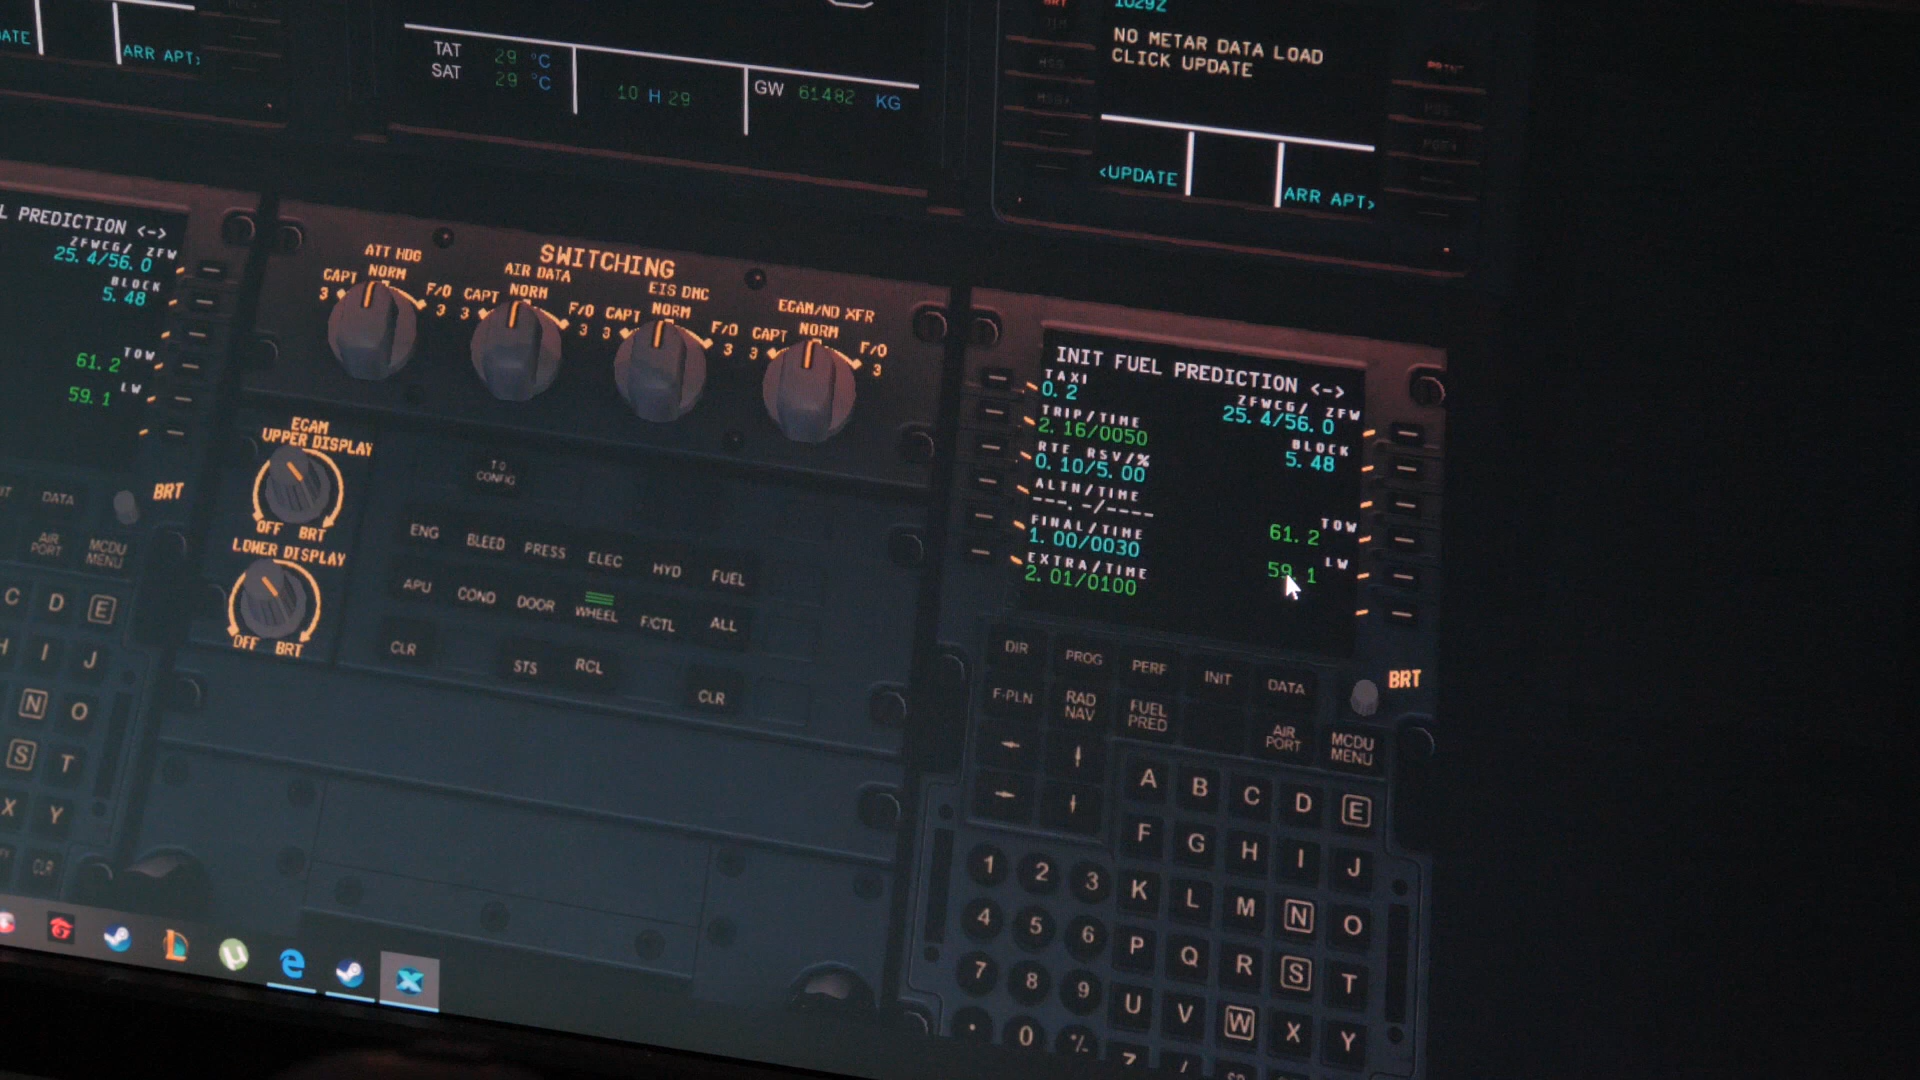 ATE
ARR APT>
TAT 29 °C
SAT 29 °C
10 H 29
GW 61482 KG
BRT
1029Z
NO METAR DATA LOAD
CLICK UPDATE
PRINT
<UPDATE
ARR APT>
L PREDICTION <->
ZFWCG/ ZFW
25.4/56.0
BLOCK
5.48
TOW
61.2
LW
59.1
BRT
DATA
AIR PORT
MCDU MENU
C D E
I J
N O
S T
X Y
CLR
SWITCHING
ATT HDG
CAPT NORM F/O
3 3
AIR DATA
CAPT NORM F/O
3 3
EIS DMC
CAPT NORM F/O
3 3
ECAM/ND XFR
CAPT NORM F/O
3 3
ECAM
UPPER DISPLAY
OFF BRT
LOWER DISPLAY
OFF BRT
T.O
CONFIG
ENG BLEED PRESS ELEC HYD FUEL
APU COND DOOR WHEEL F/CTL ALL
CLR STS RCL CLR
INIT FUEL PREDICTION <->
TAXI ZFWCG/ ZFW
0.2 25.4/56.0
TRIP/TIME BLOCK
2.16/0050 5.48
RTE RSV/%
0.10/5.00
ALTN/TIME TOW
---.-/---- 61.2
FINAL/TIME LW
1.00/0030 59.1
EXTRA/TIME
2.01/0100
BRT
DIR PROG PERF INIT DATA
F-PLN RAD NAV FUEL PRED AIR PORT MCDU MENU
A B C D E
F G H I J
1 2 3 K L M N O
4 5 6 P Q R S T
7 8 9 U V W X Y
. 0 +/- Z / SP